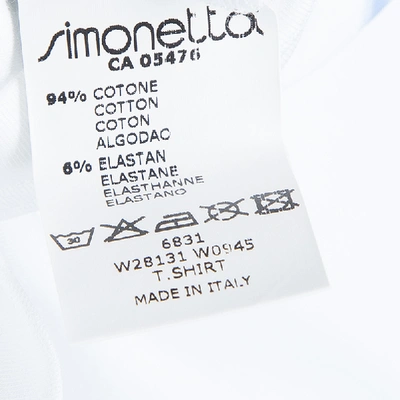 simonetta
CA 05476
94% COTONE
COTTON
COTON
ALGODAO
6% ELASTAN
ELASTANE
ELASTHANNE
ELASTANO
30
6831
W28131 W0945
T.SHIRT
MADE IN ITALY